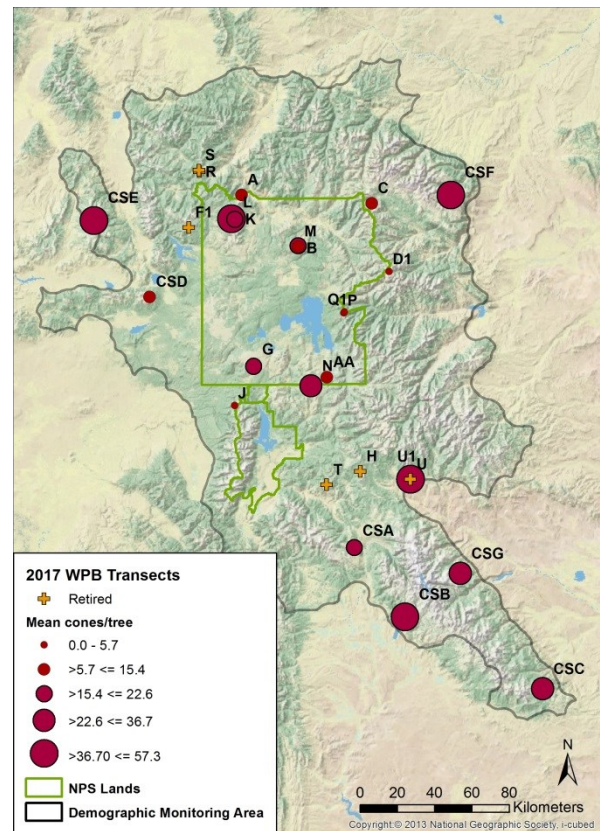 S
R
A
L
K
F1
C
CSF
CSE
M
B
D1
CSD
Q1P
G
N AA
J
T
H
U1
U
CSA
CSG
CSB
CSC
2017 WPB Transects
Retired
Mean cones/tree
0.0 - 5.7
>5.7 <= 15.4
>15.4 <= 22.6
>22.6 <= 36.7
>36.70 <= 57.3
NPS Lands
Demographic Monitoring Area
N
0 20 40 60 80
Kilometers
Copyright:© 2013 National Geographic Society, i-cubed